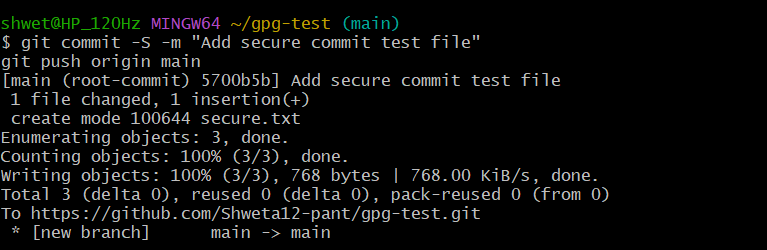 shwet@HP_120Hz MINGW64 ~/gpg-test (main)
$ git commit -S -m "Add secure commit test file"
git push origin main
[main (root-commit) 5700b5b] Add secure commit test file
 1 file changed, 1 insertion(+)
 create mode 100644 secure.txt
Enumerating objects: 3, done.
Counting objects: 100% (3/3), done.
Writing objects: 100% (3/3), 768 bytes | 768.00 KiB/s, done.
Total 3 (delta 0), reused 0 (delta 0), pack-reused 0 (from 0)
To https://github.com/Shweta12-pant/gpg-test.git
 * [new branch]      main -> main